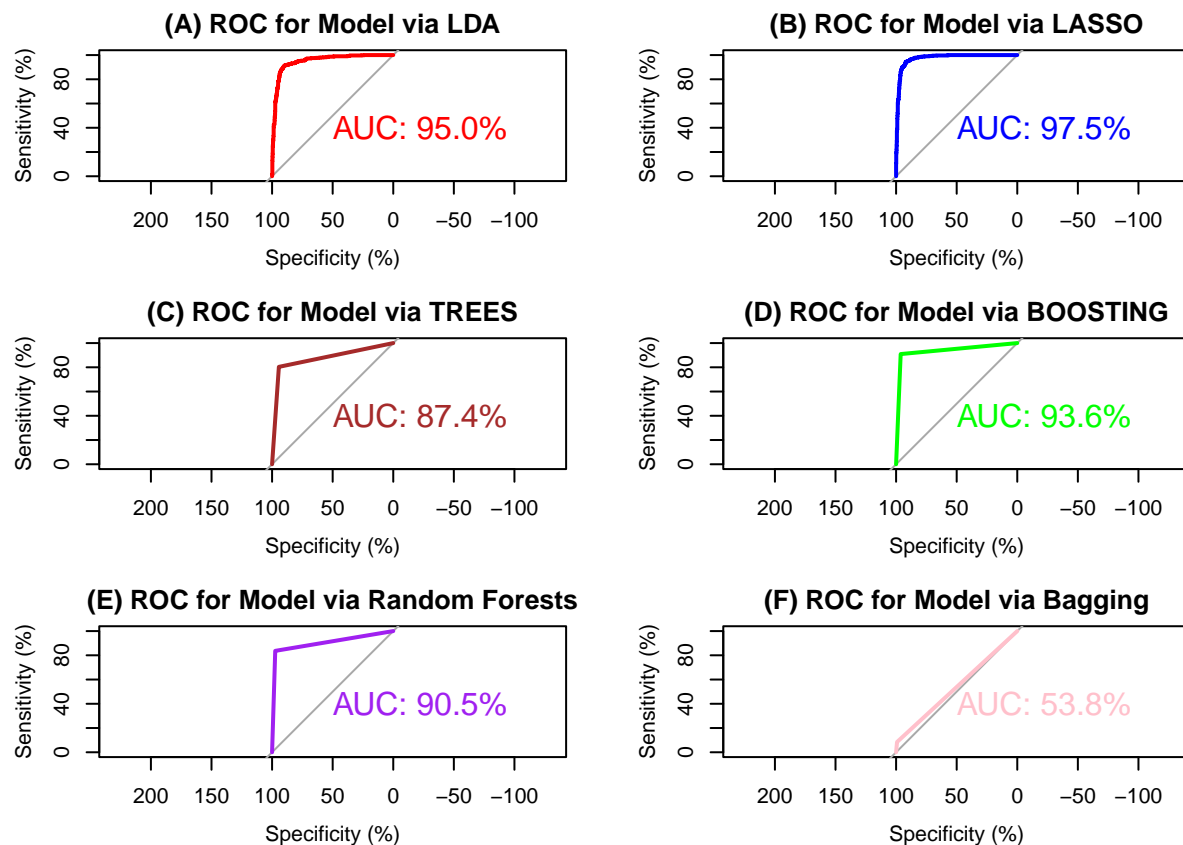 (A) ROC for Model via LDA
Sensitivity (%)
0 40 80
AUC: 95.0%
200 150 100 50 0 −50 −100
Specificity (%)
(B) ROC for Model via LASSO
Sensitivity (%)
0 40 80
AUC: 97.5%
200 150 100 50 0 −50 −100
Specificity (%)
(C) ROC for Model via TREES
Sensitivity (%)
0 40 80
AUC: 87.4%
200 150 100 50 0 −50 −100
Specificity (%)
(D) ROC for Model via BOOSTING
Sensitivity (%)
0 40 80
AUC: 93.6%
200 150 100 50 0 −50 −100
Specificity (%)
(E) ROC for Model via Random Forests
Sensitivity (%)
0 40 80
AUC: 90.5%
200 150 100 50 0 −50 −100
Specificity (%)
(F) ROC for Model via Bagging
Sensitivity (%)
0 40 80
AUC: 53.8%
200 150 100 50 0 −50 −100
Specificity (%)